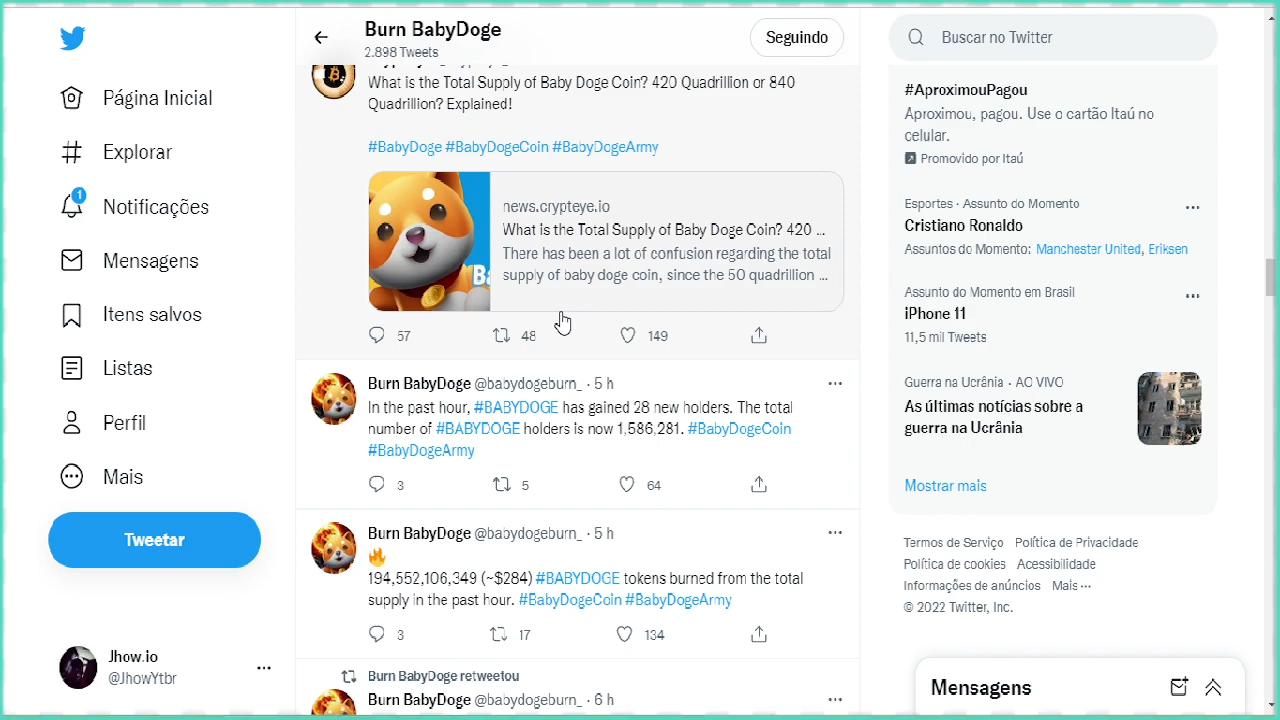 Burn BabyDoge
2.898 Tweets
Seguindo
Buscar no Twitter
Página Inicial
Explorar
1
Notificações
Mensagens
Itens salvos
Listas
Perfil
Mais
Tweetar
Jhow.io
@JhowYtbr
What is the Total Supply of Baby Doge Coin? 420 Quadrillion or 840
Quadrillion? Explained!
#BabyDoge #BabyDogeCoin #BabyDogeArmy
news.crypteye.io
What is the Total Supply of Baby Doge Coin? 420 ...
There has been a lot of confusion regarding the total
supply of baby doge coin, since the 50 quadrillion ...
57 48 149
Burn BabyDoge @babydogeburn_ · 5 h
In the past hour, #BABYDOGE has gained 28 new holders. The total
number of #BABYDOGE holders is now 1,586,281. #BabyDogeCoin
#BabyDogeArmy
3 5 64
Burn BabyDoge @babydogeburn_ · 5 h
194,552,106,349 (~$284) #BABYDOGE tokens burned from the total
supply in the past hour. #BabyDogeCoin #BabyDogeArmy
3 17 134
Burn BabyDoge retweetou
Burn BabyDoge @babydogeburn_ · 6 h
#AproximouPagou
Aproximou, pagou. Use o cartão Itaú no
celular.
Promovido por Itaú
Esportes · Assunto do Momento
Cristiano Ronaldo
Assuntos do Momento: Manchester United, Eriksen
Assunto do Momento em Brasil
iPhone 11
11,5 mil Tweets
Guerra na Ucrânia · AO VIVO
As últimas notícias sobre a
guerra na Ucrânia
Mostrar mais
Termos de Serviço Política de Privacidade
Política de cookies Acessibilidade
Informações de anúncios Mais ···
© 2022 Twitter, Inc.
Mensagens